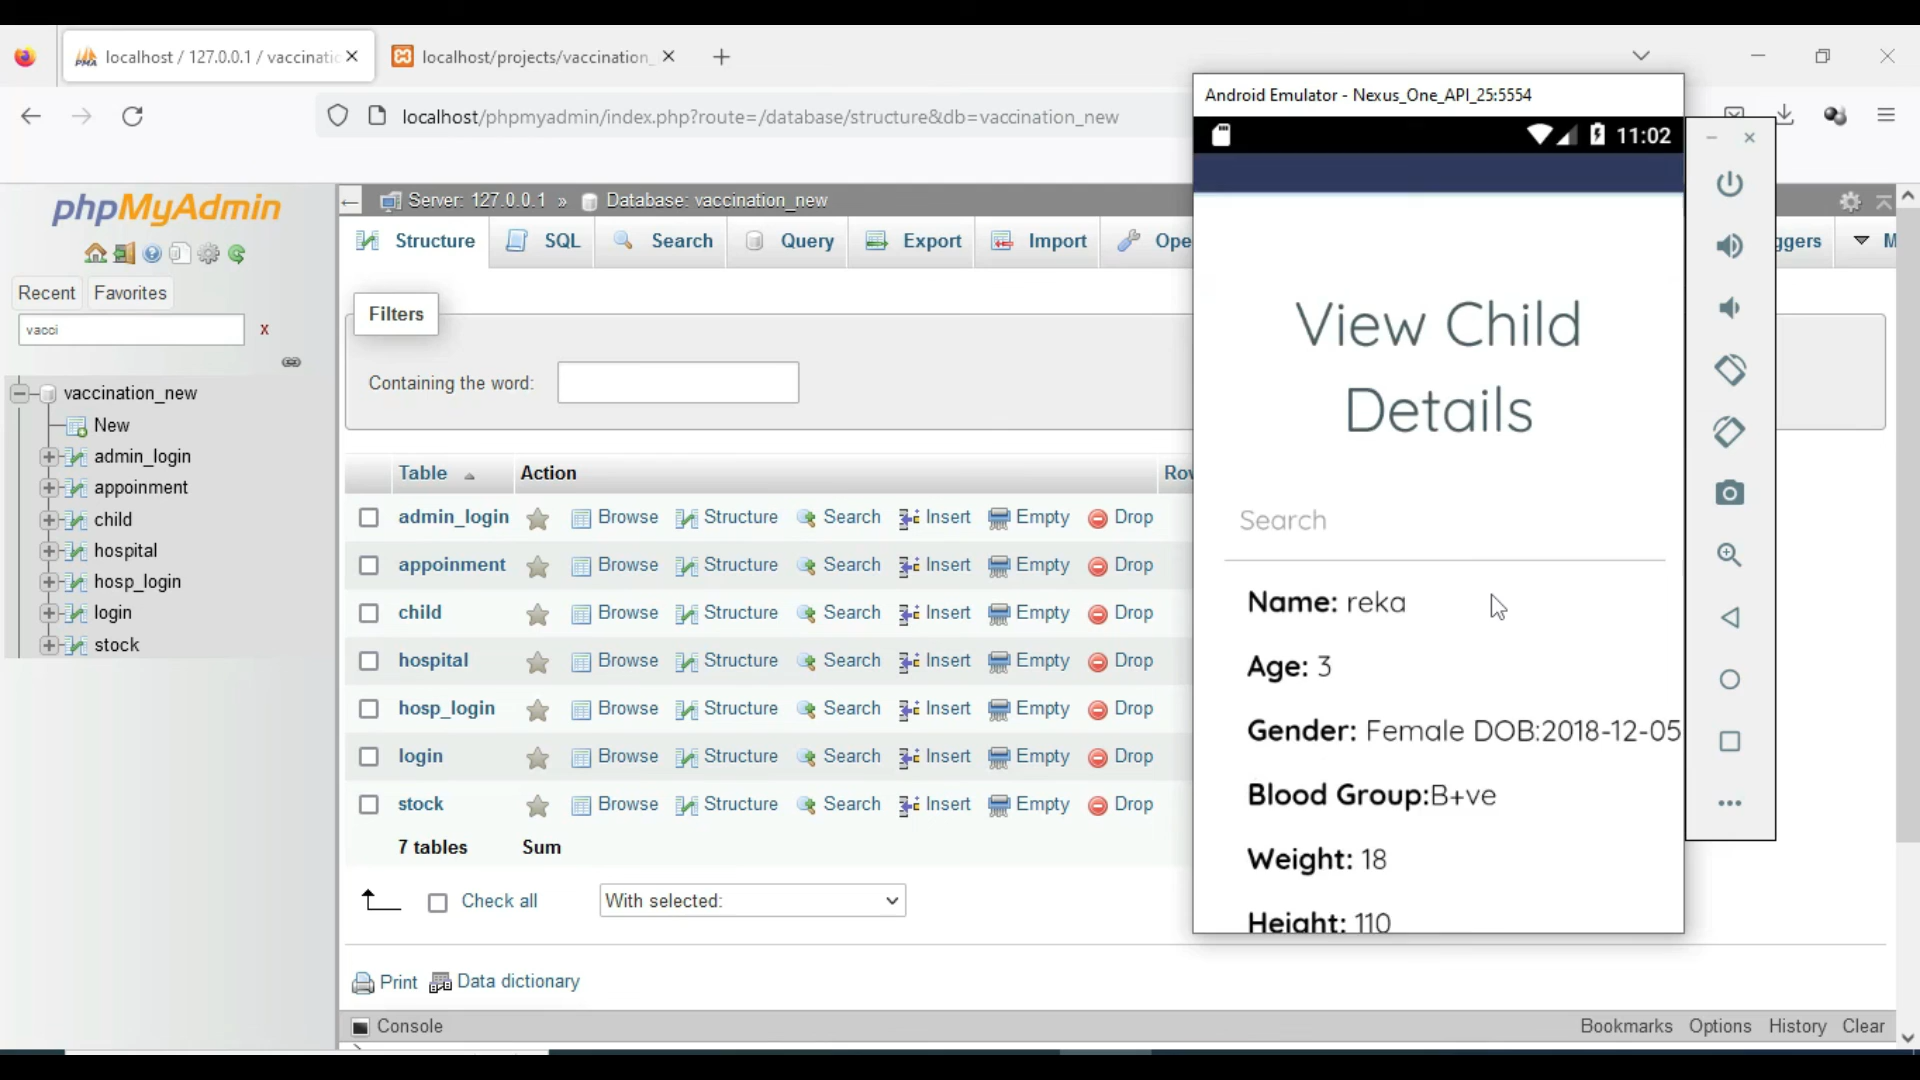 localhost / 127.0.0.1 / vaccinati
localhost/projects/vaccination_
localhost/phpmyadmin/index.php?route=/database/structure&db=vaccination_new
phpMyAdmin
Recent
Favorites
vacci
X
vaccination_new
New
admin_login
appoinment
child
hospital
hosp_login
login
stock
Server: 127.0.0.1 » Database: vaccination_new
Structure
SQL
Search
Query
Export
Import
Ope
ggers
M
Filters
Containing the word:
Table
Action
Rov
admin_login Browse Structure Search Insert Empty Drop
appoinment Browse Structure Search Insert Empty Drop
child Browse Structure Search Insert Empty Drop
hospital Browse Structure Search Insert Empty Drop
hosp_login Browse Structure Search Insert Empty Drop
login Browse Structure Search Insert Empty Drop
stock Browse Structure Search Insert Empty Drop
7 tables
Sum
Check all
With selected:
Print
Data dictionary
Console
Bookmarks
Options
History
Clear
Android Emulator - Nexus_One_API_25:5554
11:02
View Child
Details
Search
Name: reka
Age: 3
Gender: Female DOB:2018-12-05
Blood Group:B+ve
Weight: 18
Height: 110